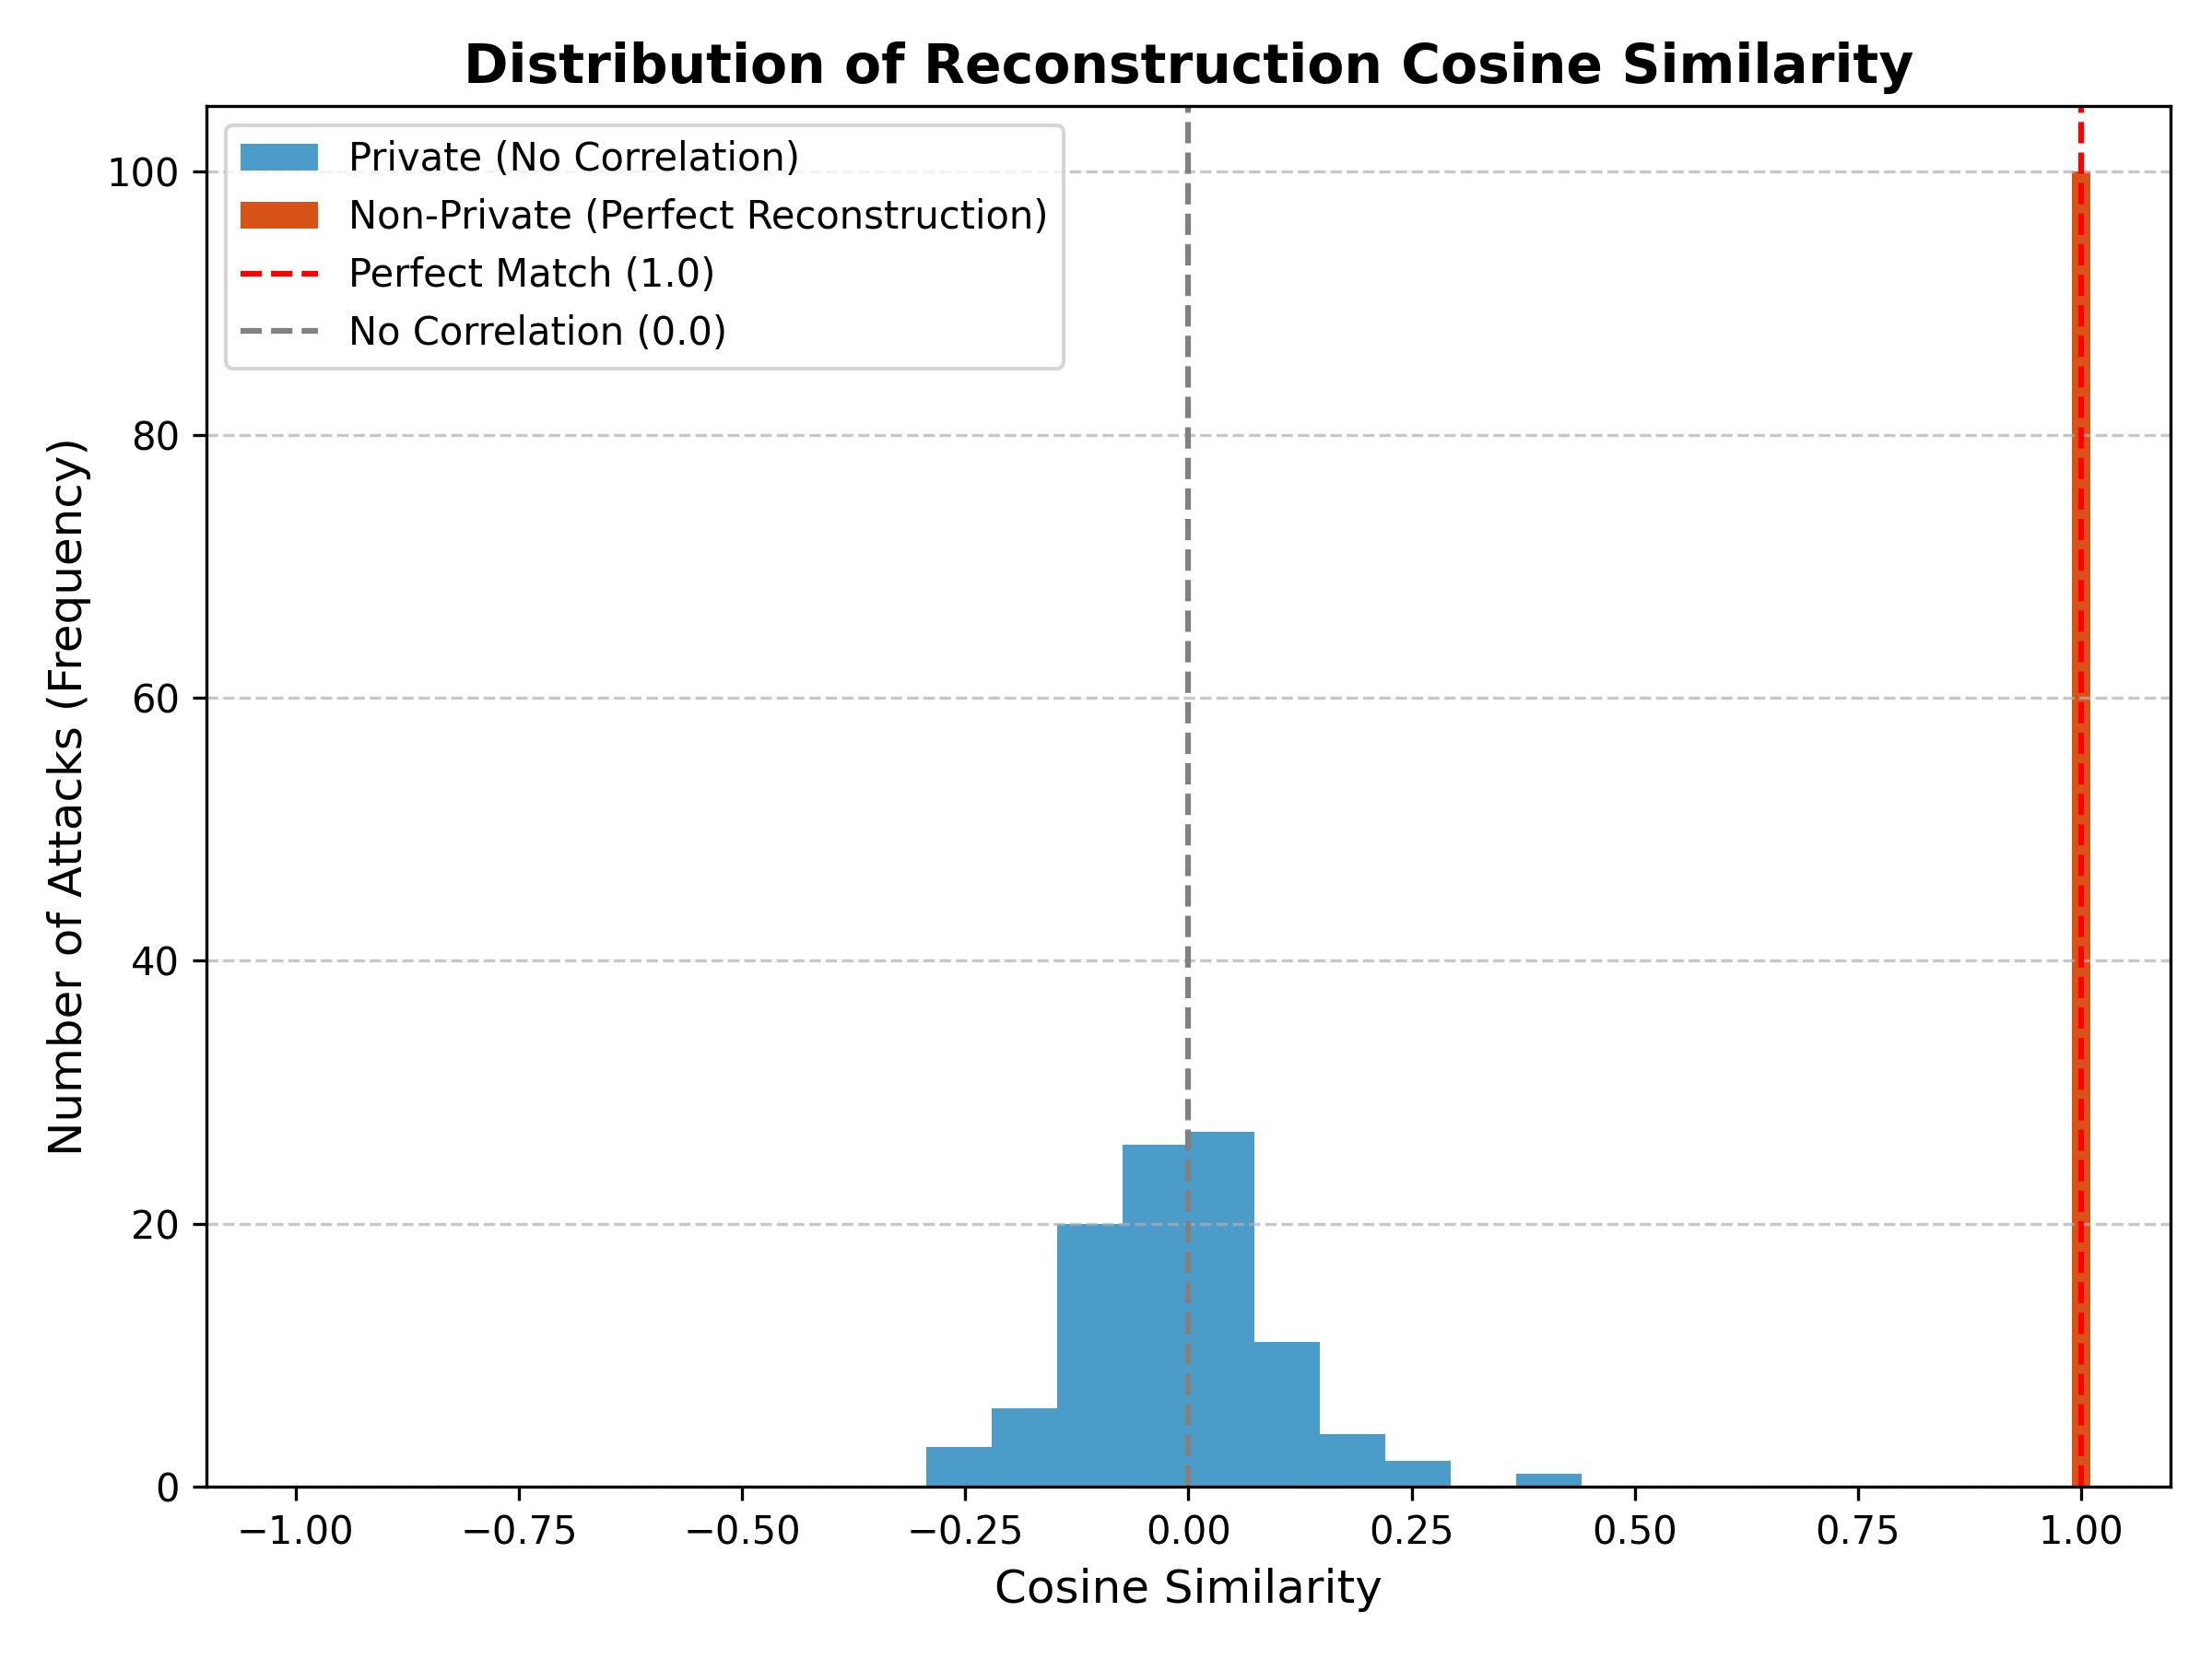 Distribution of Reconstruction Cosine Similarity
Private (No Correlation)
Non-Private (Perfect Reconstruction)
Perfect Match (1.0)
No Correlation (0.0)
Number of Attacks (Frequency)
100
80
60
40
20
0
−1.00 −0.75 −0.50 −0.25 0.00 0.25 0.50 0.75 1.00
Cosine Similarity